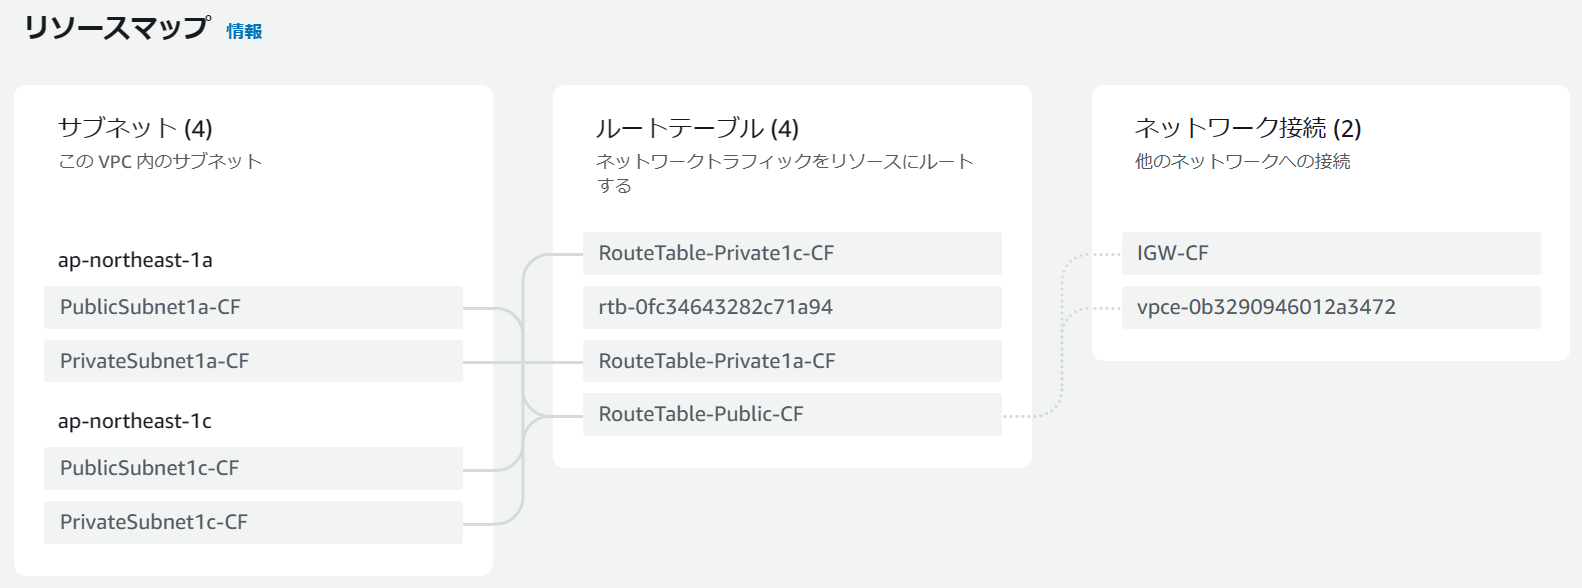 リソースマップ 情報
サブネット (4)
この VPC 内のサブネット
ap-northeast-1a
PublicSubnet1a-CF
PrivateSubnet1a-CF
ap-northeast-1c
PublicSubnet1c-CF
PrivateSubnet1c-CF
ルートテーブル (4)
ネットワークトラフィックをリソースにルート
する
RouteTable-Private1c-CF
rtb-0fc34643282c71a94
RouteTable-Private1a-CF
RouteTable-Public-CF
ネットワーク接続 (2)
他のネットワークへの接続
IGW-CF
vpce-0b3290946012a3472